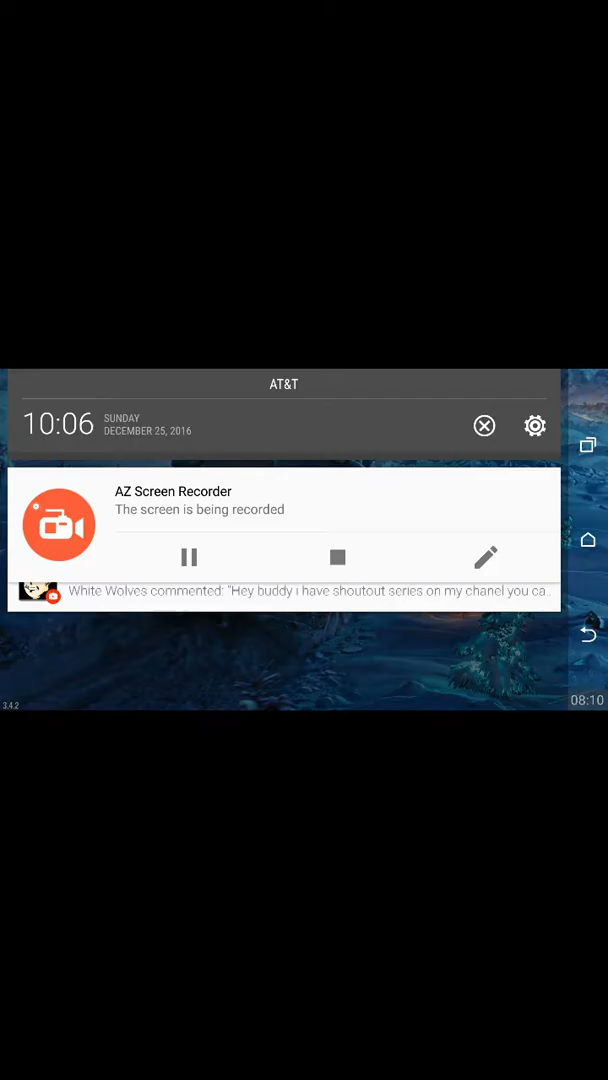 AT&T
10:06
SUNDAY
DECEMBER 25, 2016
AZ Screen Recorder
The screen is being recorded
White Wolves commented: "Hey buddy i have shoutout series on my chanel you ca..
3.4.2
08:10